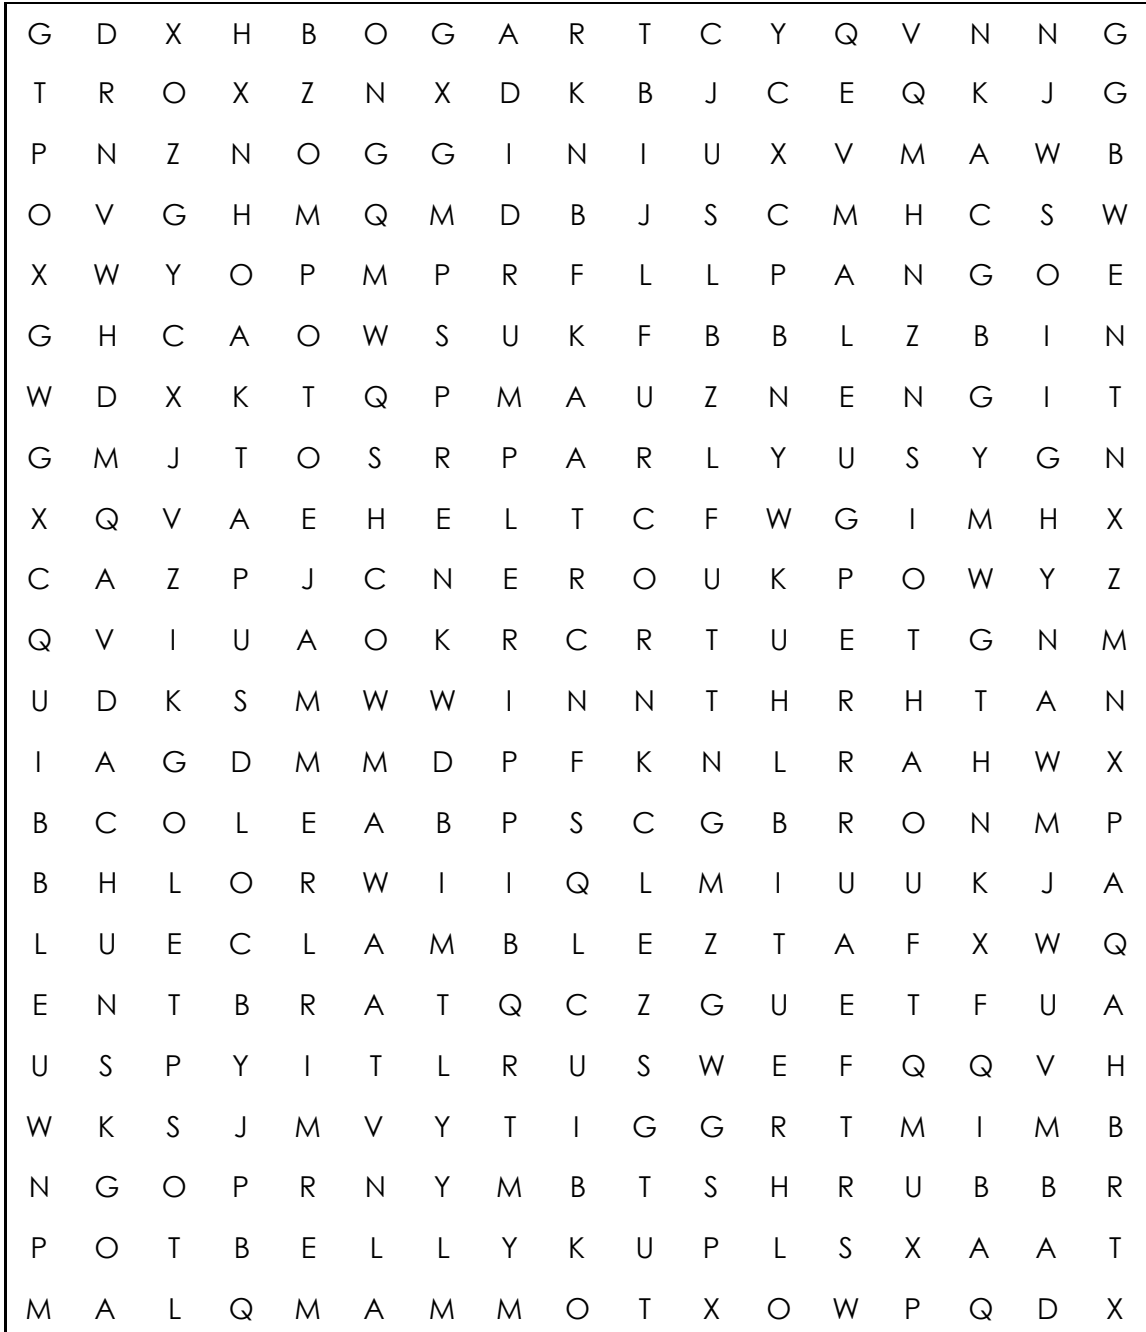 G D X H B O G A R T C Y Q V N N G
T R O X Z N X D K B J C E Q K J G
P N Z N O G G I N I U X V M A W B
O V G H M Q M D B J S C M H C S W
X W Y O P M P R F L L P A N G O E
G H C A O W S U K F B B L Z B I N
W D X K T Q P M A U Z N E N G I T
G M J T O S R P A R L Y U S Y G N
X Q V A E H E L T C F W G I M H X
C A Z P J C N E R O U K P O W Y Z
Q V I U A O K R C R T U E T G N M
U D K S M W W I N N T H R H T A N
I A G D M M D P F K N L R A H W X
B C O L E A B P S C G B R O N M P
B H L O R W I I Q L M I U U K J A
L U E C L A M B L E Z T A F X W Q
E N T B R A T Q C Z G U E T F U A
U S P Y I T L R U S W E F Q Q V H
W K S J M V Y T I G G R T M I M B
N G O P R N Y M B T S H R U B B R
P O T B E L L Y K U P L S X A A T
M A L Q M A M M O T X O W P Q D X